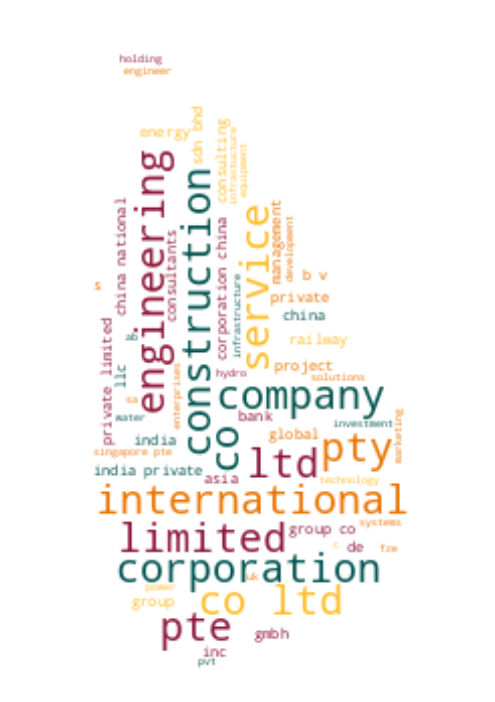 holding
engineer
energy
sdn bhd
consulting
infrastucture
equipment
engineering
construction
service
china national
consultants
corporation china
infrastructure
management
development
s
b v
private
china
private limited
ab
llc
railway
hydro
project
solutions
enterprises
sa
company
water
bank
investment
marketing
india
co
global
pty
singapore pte
ltd
india private
asia
technology
international
systems
limited
group co
c
de
fze
corporation
uk
power
group
co ltd
pte
gmbh
inc
pvt